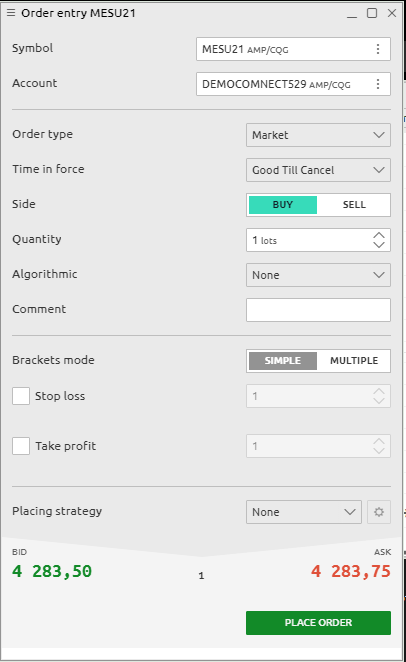 Order entry MESU21
Symbol MESU21 AMP/CQG
Account DEMOCOMNECT529 AMP/CQG
Order type Market
Time in force Good Till Cancel
Side BUY SELL
Quantity 1 lots
Algorithmic None
Comment
Brackets mode SIMPLE MULTIPLE
Stop loss 1
Take profit 1
Placing strategy None
BID ASK
4 283,50 1 4 283,75
PLACE ORDER